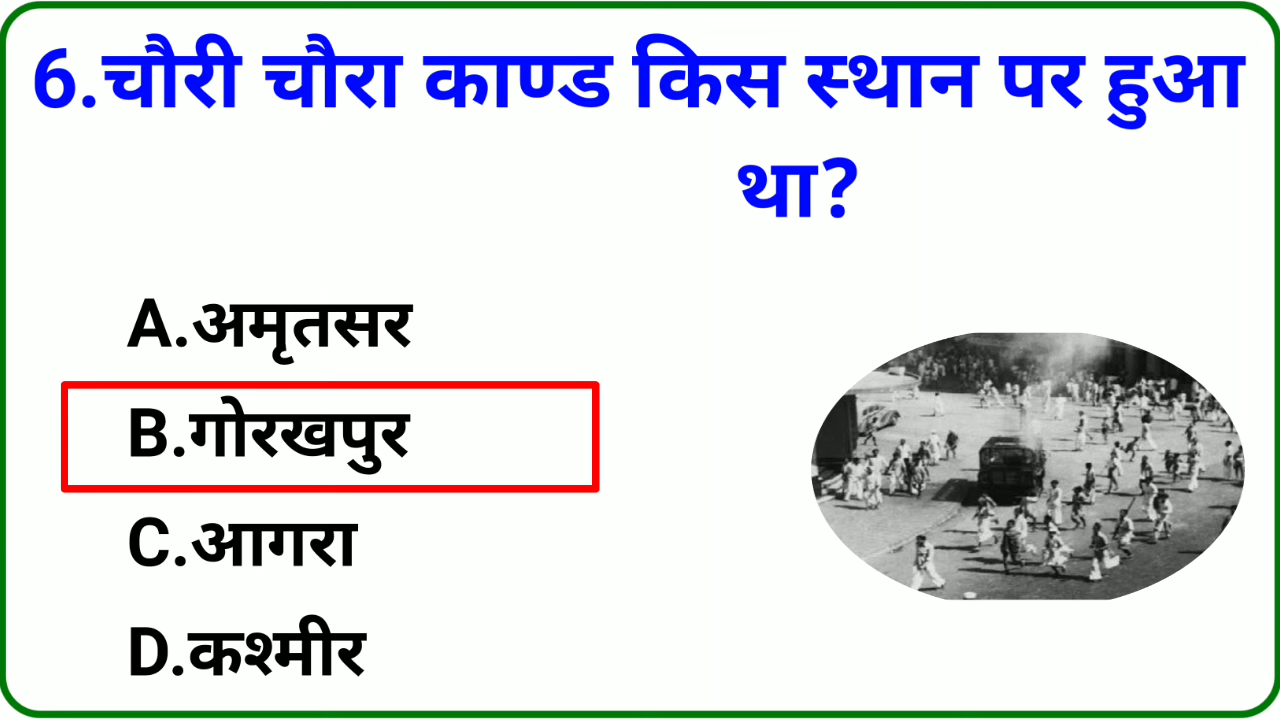 6.चौरी चौरा काण्ड किस स्थान पर हुआ
था?
A.अमृतसर
B.गोरखपुर
C.आगरा
D.कश्मीर